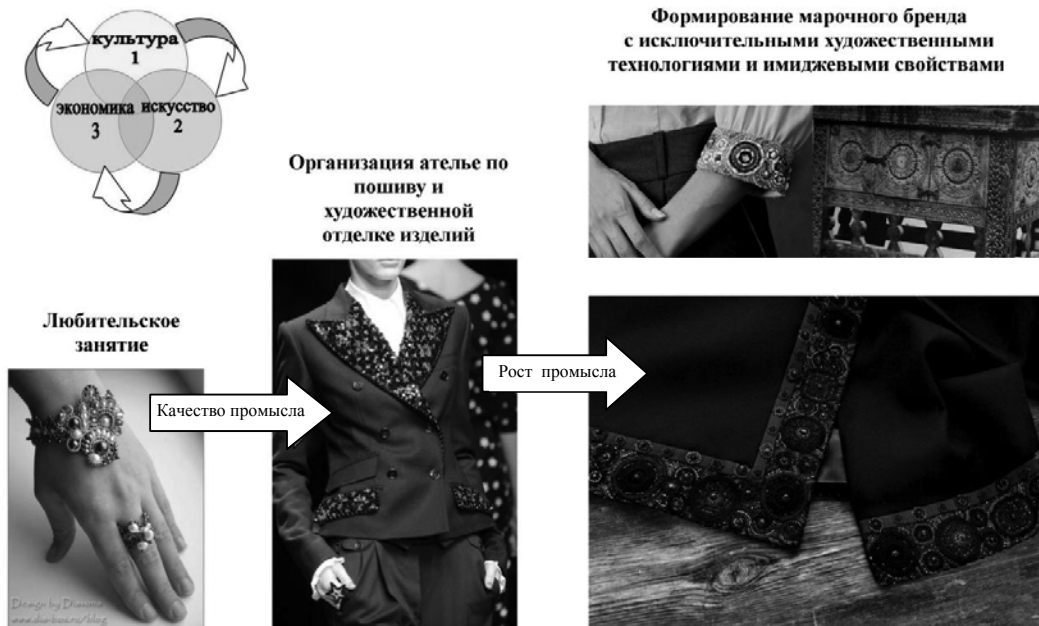 культура
1
экономика
3
искусство
2
Формирование марочного бренда
с исключительными художественными
технологиями и имиджевыми свойствами
Организация ателье по
пошиву и
художественной
отделке изделий
Любительское
занятие
Качество промысла
Рост промысла
Design by Dianina